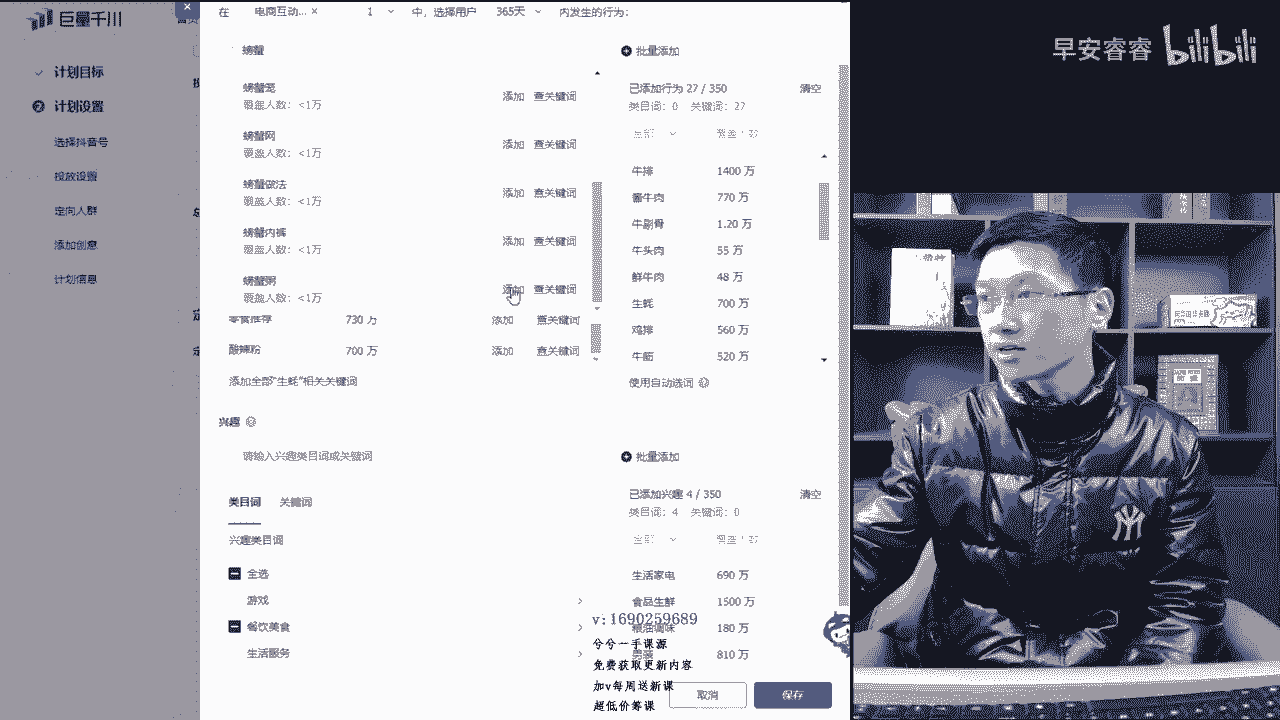 巨量千川
计划目标
计划设置
选择抖音号
投放设置
定向人群
添加创意
计划信息
在 电商互动... × 1 中，选择用户 365天 内发生的行为：
螃蟹
螃蟹笼
覆盖人数：<1万
添加 查关键词
螃蟹网
覆盖人数：<1万
添加 查关键词
螃蟹做法
覆盖人数：<1万
添加 查关键词
螃蟹内裤
覆盖人数：<1万
添加 查关键词
螃蟹粥
覆盖人数：<1万
添加 查关键词
零食推荐 730 万 添加 查关键词
酸辣粉 700 万 添加 查关键词
添加全部“生蚝”相关关键词
批量添加
已添加行为 27 / 350 清空
类目词：0 关键词：27
全部 覆盖人数
牛排 1400 万
酱牛肉 770 万
牛副骨 1.20 万
牛头肉 55 万
鲜牛肉 48 万
生蚝 700 万
鸡排 560 万
牛筋 520 万
使用自动选词
兴趣
请输入兴趣类目词或关键词
类目词 关键词
兴趣类目词
全选
游戏
餐饮美食
生活服务
批量添加
已添加兴趣 4 / 350 清空
类目词：4 关键词：0
全部 覆盖人数
生活家电 690 万
食品生鲜 1500 万
粮油调味 180 万
男装 810 万
v:1690259689
兮兮一手课源
免费获取更新内容
加v每周送新课
超低价筹课
取消 保存
早安睿睿 bilibili
NY